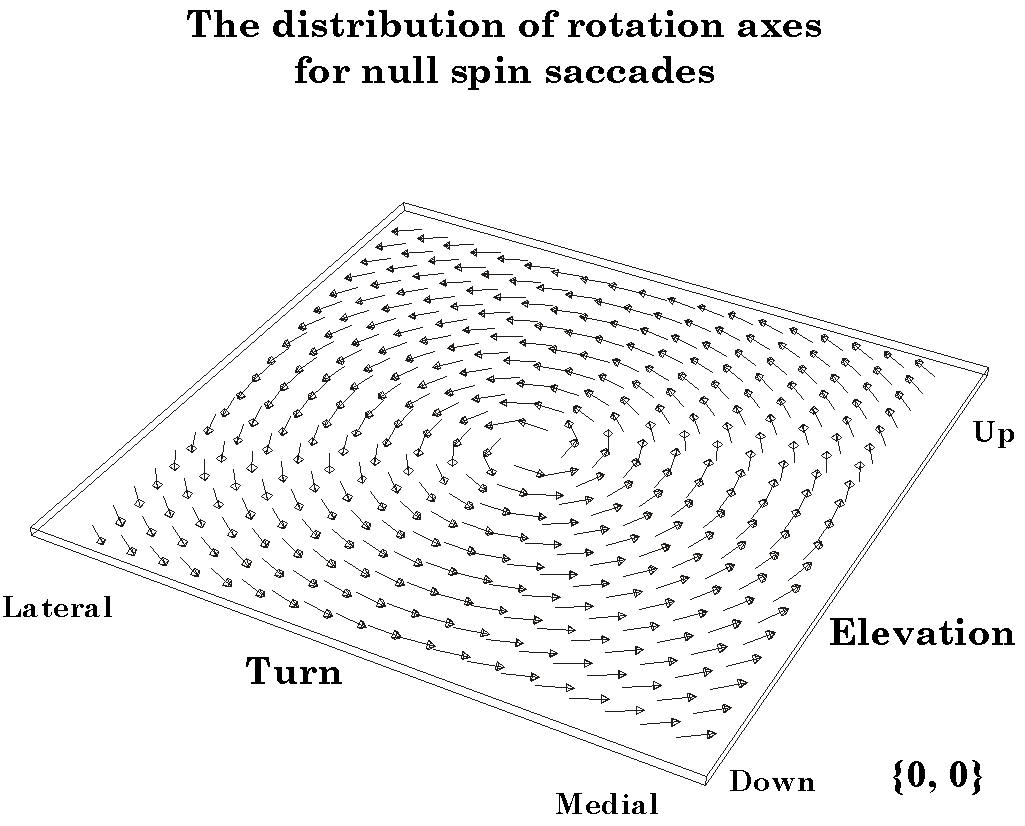 The distribution of rotation axes
for null spin saccades
Up
Lateral
Elevation
Turn
{0, 0}
Down
Medial